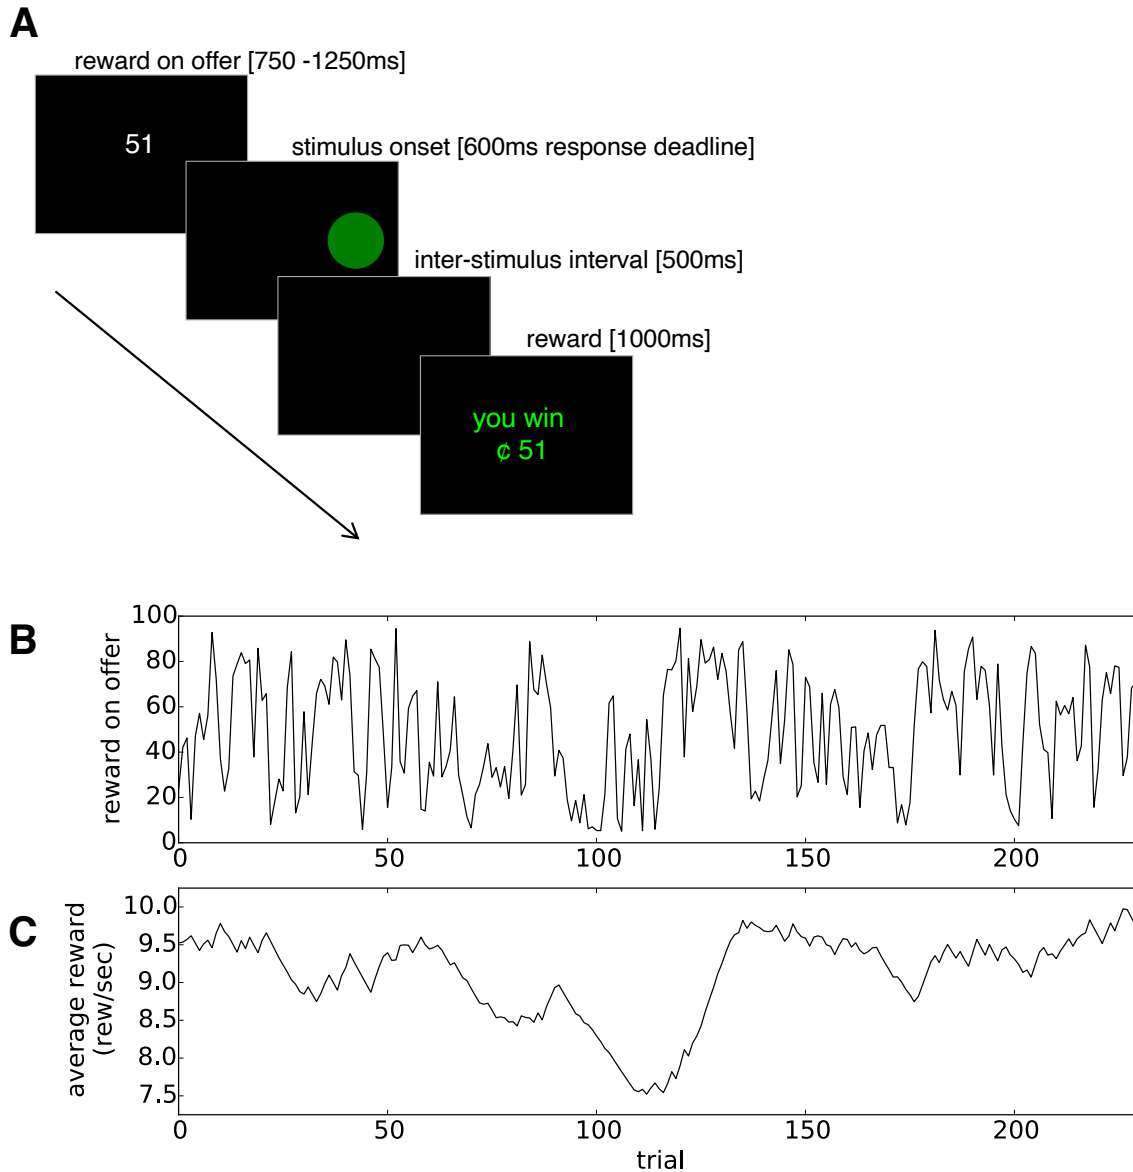 A
reward on offer [750 -1250ms]
51
stimulus onset [600ms response deadline]
inter-stimulus interval [500ms]
reward [1000ms]
you win
¢ 51
B
reward on offer
100
80
60
40
20
0
0 50 100 150 200
C
average reward
(rew/sec)
10.0
9.5
9.0
8.5
8.0
7.5
0 50 100 150 200
trial